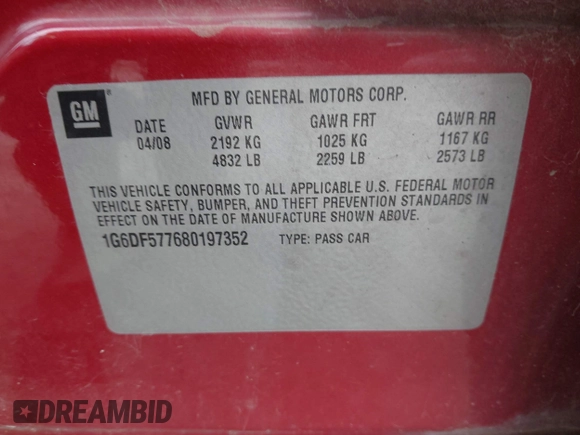 GM
MFD BY GENERAL MOTORS CORP.
DATE GVWR GAWR FRT GAWR RR
04/08 2192 KG 1025 KG 1167 KG
4832 LB 2259 LB 2573 LB
THIS VEHICLE CONFORMS TO ALL APPLICABLE U.S. FEDERAL MOTOR
VEHICLE SAFETY, BUMPER, AND THEFT PREVENTION STANDARDS IN
EFFECT ON THE DATE OF MANUFACTURE SHOWN ABOVE.
1G6DF577680197352 TYPE: PASS CAR
DREAMBID